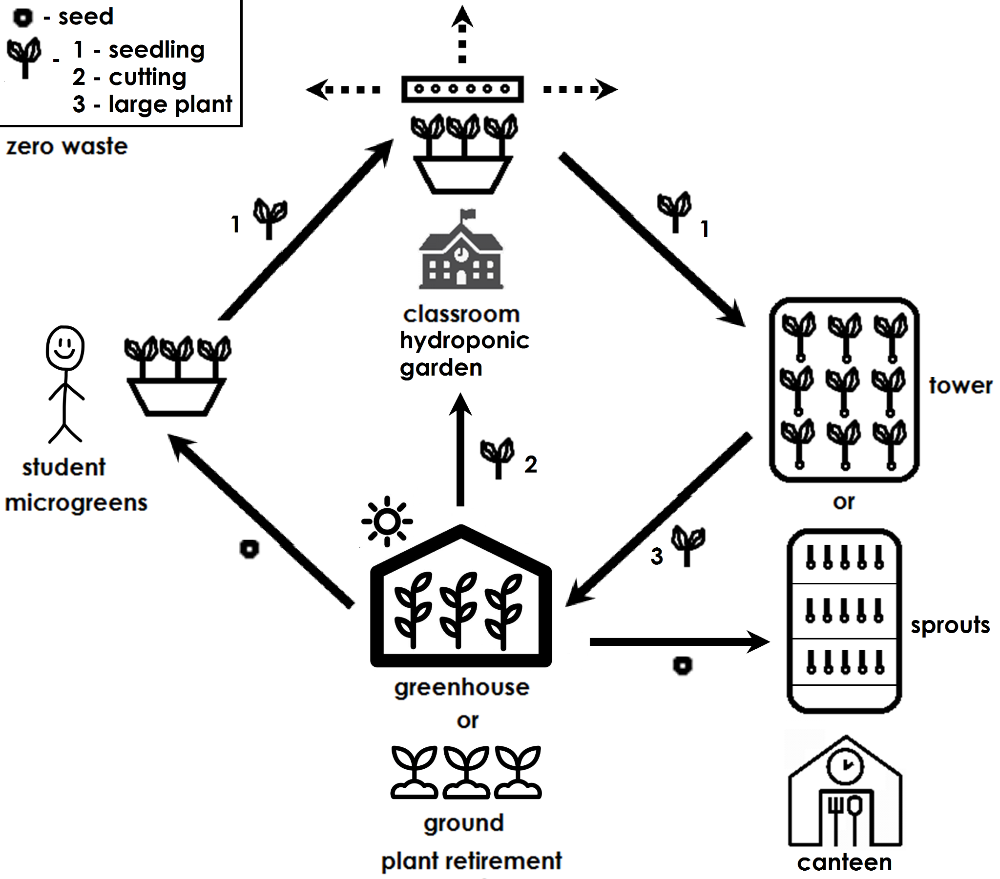 - seed
- 1 - seedling
2 - cutting
3 - large plant
zero waste
1
1
classroom
hydroponic
garden
tower
student
microgreens
2
or
3
sprouts
greenhouse
or
ground
plant retirement
canteen